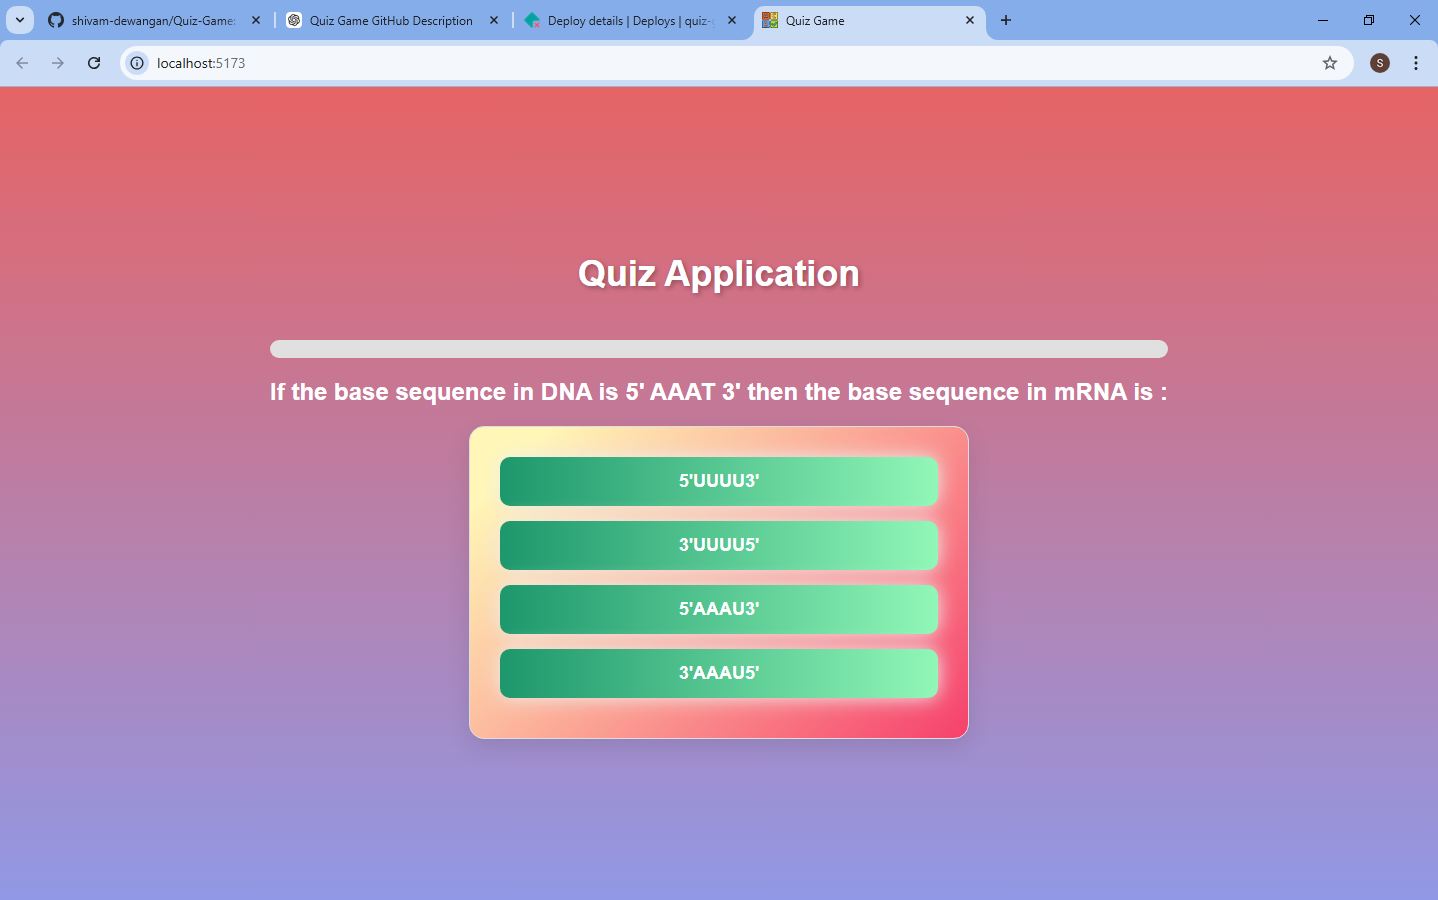 shivam-dewangan/Quiz-Game:
Quiz Game GitHub Description
Deploy details | Deploys | quiz-
Quiz Game
localhost:5173
S
Quiz Application
If the base sequence in DNA is 5' AAAT 3' then the base sequence in mRNA is :
5'UUUU3'
3'UUUU5'
5'AAAU3'
3'AAAU5'